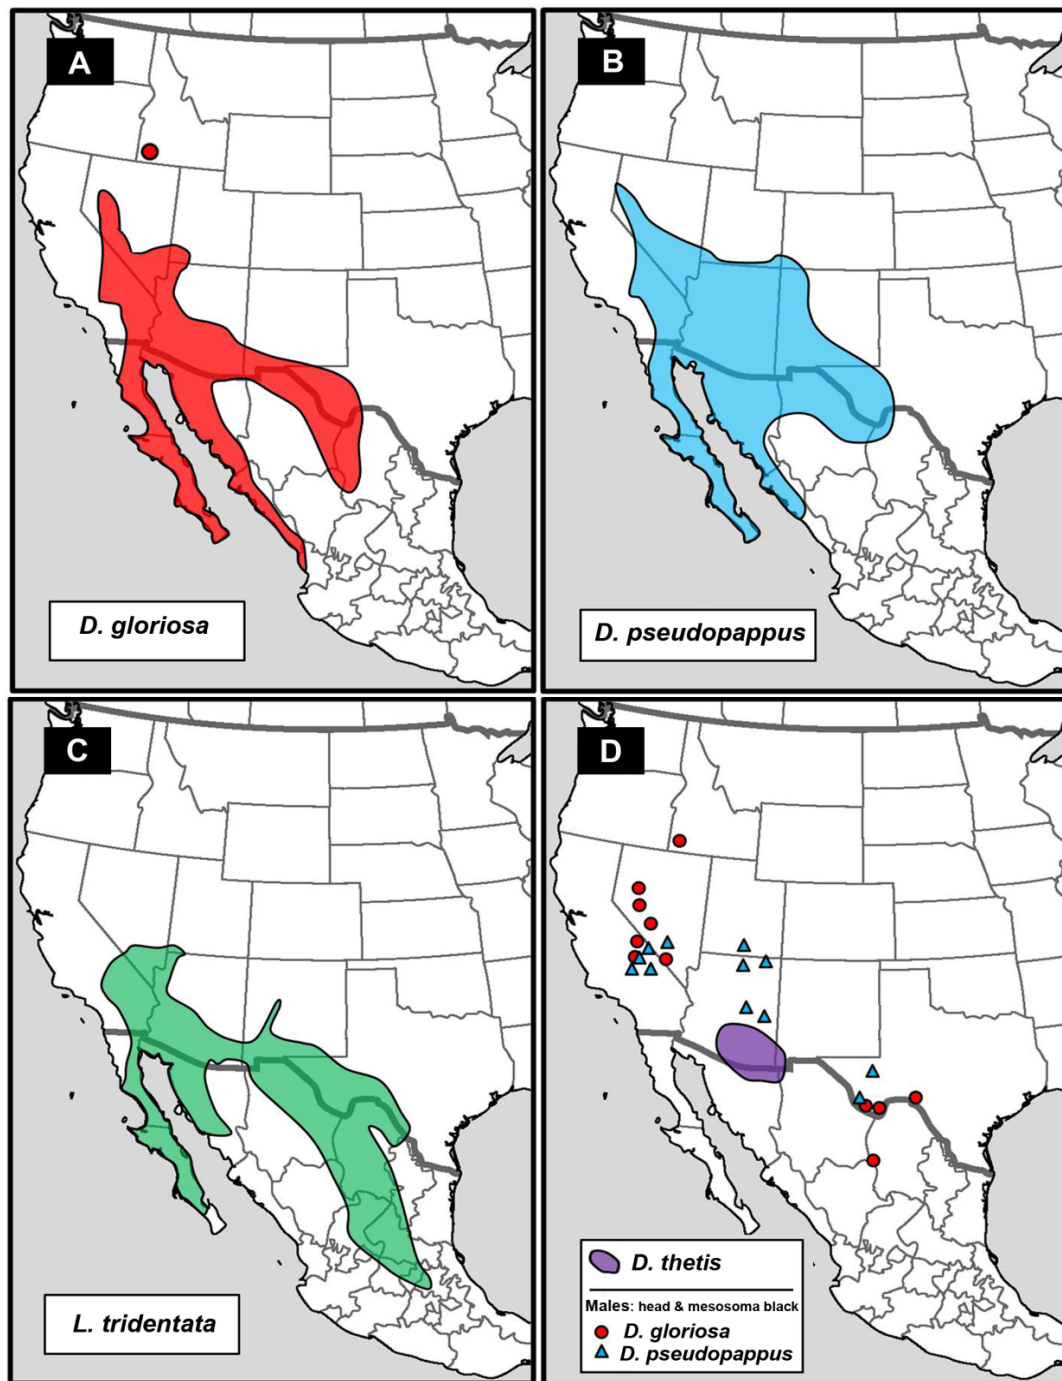 A
B
D. gloriosa
D. pseudopappus
C
D
L. tridentata
D. thetis
Males: head & mesosoma black
D. gloriosa
D. pseudopappus